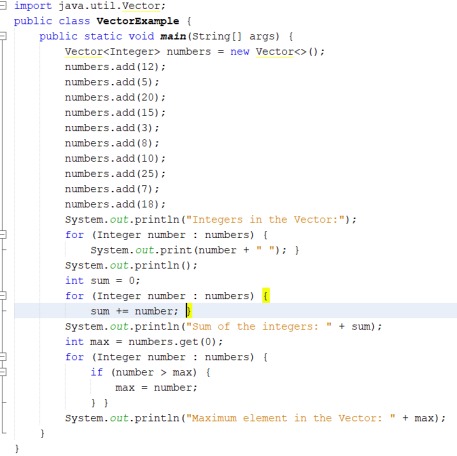 import java.util.Vector;
public class VectorExample {
    public static void main(String[] args) {
        Vector<Integer> numbers = new Vector<>();
        numbers.add(12);
        numbers.add(5);
        numbers.add(20);
        numbers.add(15);
        numbers.add(3);
        numbers.add(8);
        numbers.add(10);
        numbers.add(25);
        numbers.add(7);
        numbers.add(18);
        System.out.println("Integers in the Vector:");
        for (Integer number : numbers) {
            System.out.print(number + " "); }
        System.out.println();
        int sum = 0;
        for (Integer number : numbers) {
            sum += number; }
        System.out.println("Sum of the integers: " + sum);
        int max = numbers.get(0);
        for (Integer number : numbers) {
            if (number > max) {
                max = number;
            } }
        System.out.println("Maximum element in the Vector: " + max);
    }
}